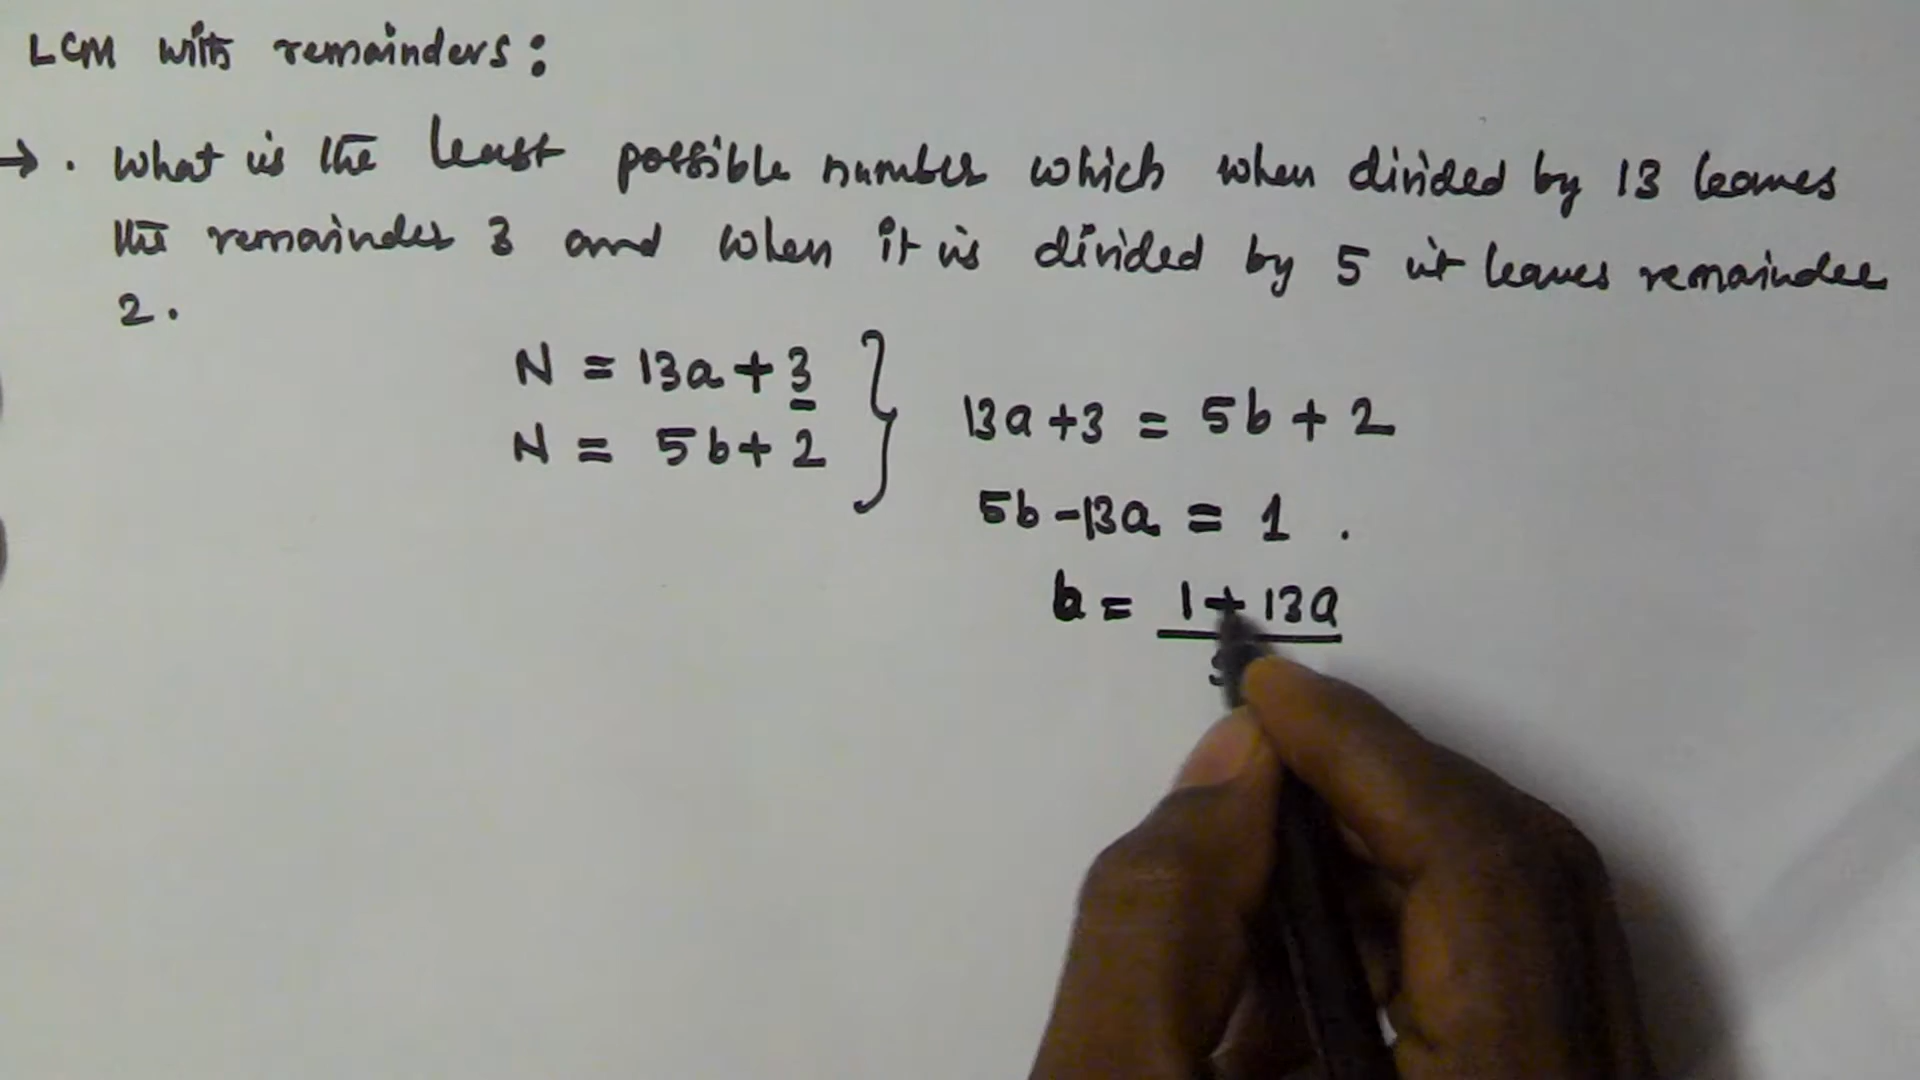 LCM with remainders:
→ . What is the least possible number which when divided by 13 leaves
the remainder 3 and when it is divided by 5 it leaves remainder
2.
N = 13a + 3
N = 5b + 2
13a + 3 = 5b + 2
5b - 13a = 1 .
b = 1 + 13a